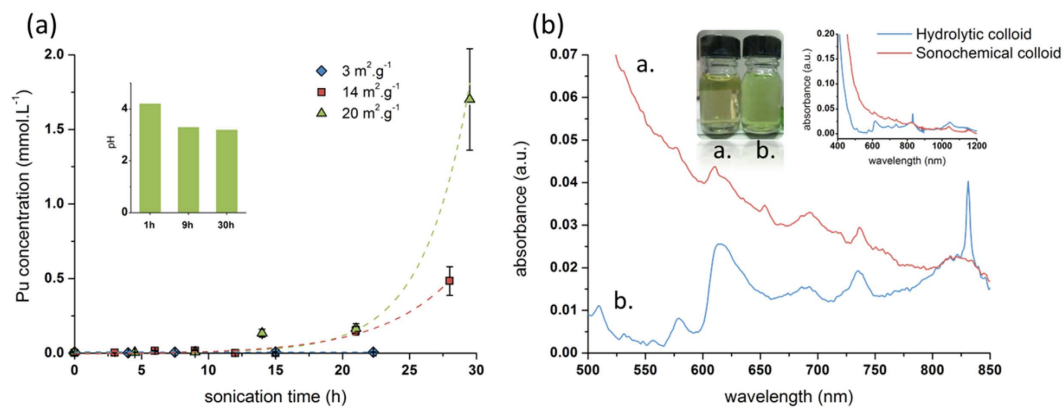 (a)
Pu concentration (mmol.L⁻¹)
2.0
1.5
1.0
0.5
0.0
0 5 10 15 20 25 30
sonication time (h)
3 m².g⁻¹
14 m².g⁻¹
20 m².g⁻¹
pH
4
2
0
1h 9h 30h
(b)
absorbance (a.u.)
0.07
0.06
0.05
0.04
0.03
0.02
0.01
0.00
500 550 600 650 700 750 800 850
wavelength (nm)
a.
b.
a. b.
Hydrolytic colloid
Sonochemical colloid
absorbance (a.u.)
0.20
0.15
0.10
0.05
0.00
400 600 800 1000 1200
wavelength (nm)